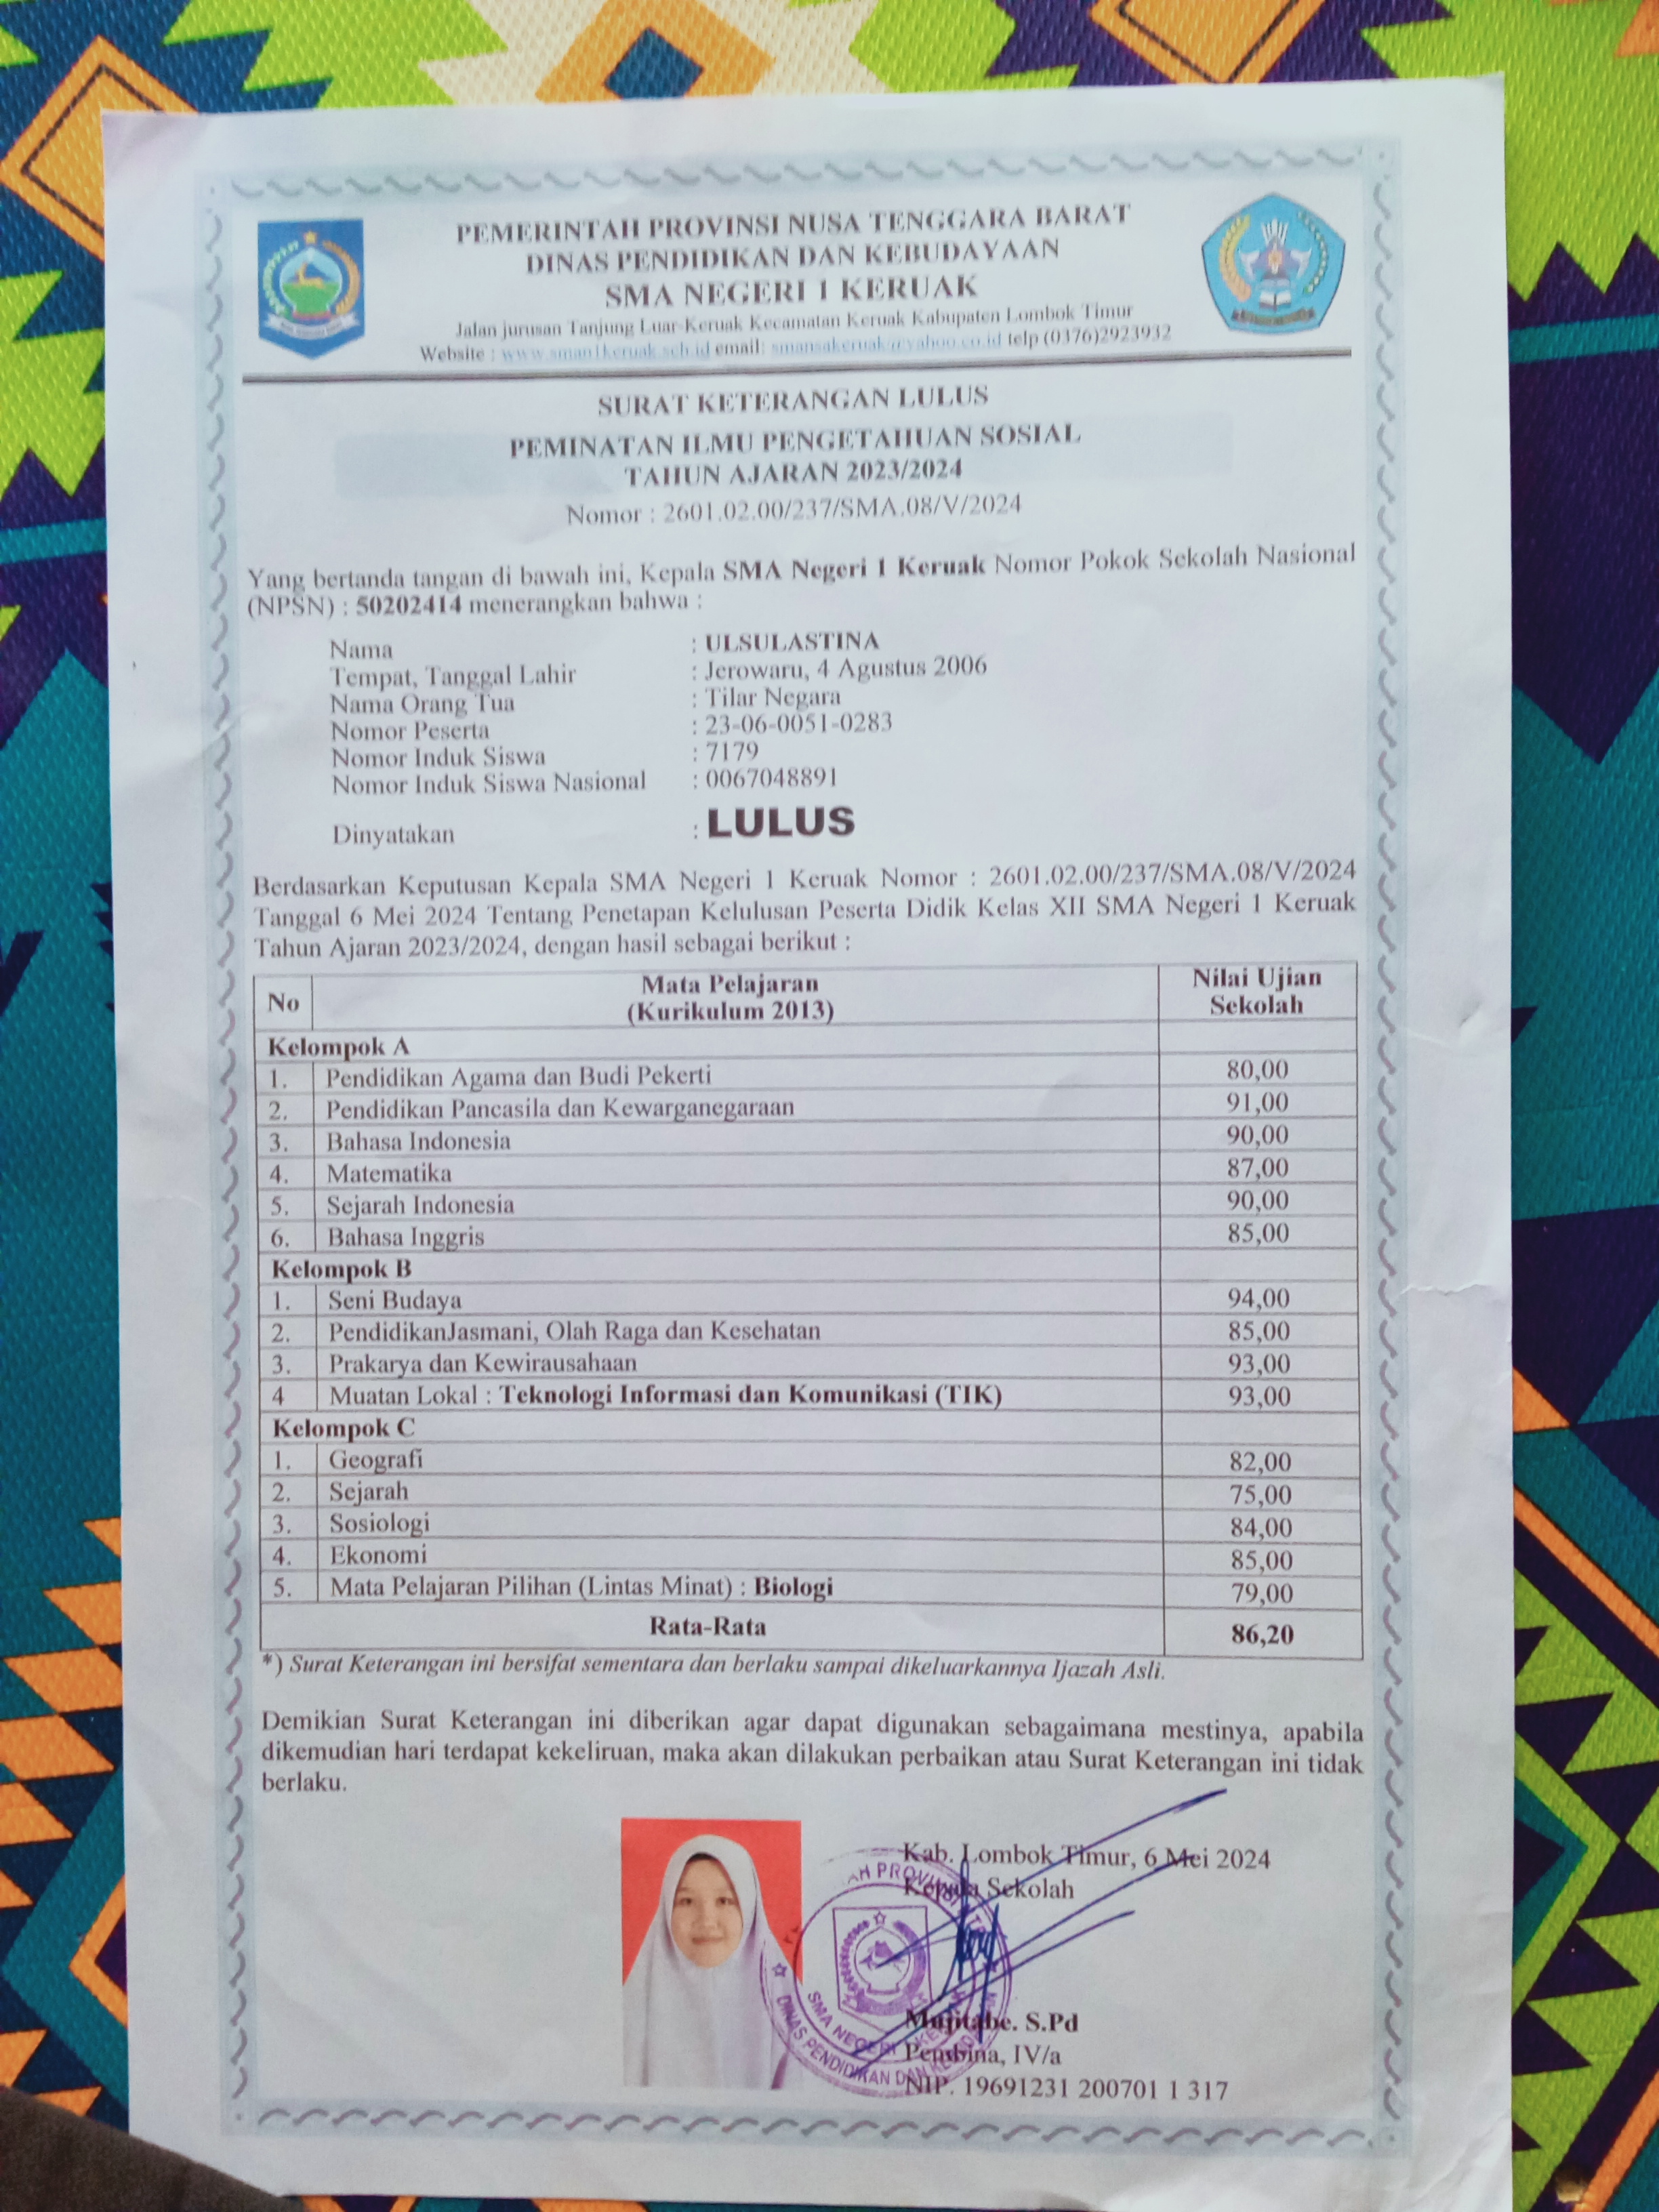 PEMERINTAH PROVINSI NUSA TENGGARA BARAT
DINAS PENDIDIKAN DAN KEBUDAYAAN
SMA NEGERI 1 KERUAK
Jalan jurusan Tanjung Luar-Keruak Kecamatan Keruak Kabupaten Lombok Timur
Website : www.sman1keruak.sch.id email: smansakeruak@yahoo.co.id telp (0376)2923932
SURAT KETERANGAN LULUS
PEMINATAN ILMU PENGETAHUAN SOSIAL
TAHUN AJARAN 2023/2024
Nomor : 2601.02.00/237/SMA.08/V/2024
Yang bertanda tangan di bawah ini, Kepala SMA Negeri 1 Keruak Nomor Pokok Sekolah Nasional
(NPSN) : 50202414 menerangkan bahwa :
Nama : ULSULASTINA
Tempat, Tanggal Lahir : Jerowaru, 4 Agustus 2006
Nama Orang Tua : Tilar Negara
Nomor Peserta : 23-06-0051-0283
Nomor Induk Siswa : 7179
Nomor Induk Siswa Nasional : 0067048891
Dinyatakan : LULUS
Berdasarkan Keputusan Kepala SMA Negeri 1 Keruak Nomor : 2601.02.00/237/SMA.08/V/2024
Tanggal 6 Mei 2024 Tentang Penetapan Kelulusan Peserta Didik Kelas XII SMA Negeri 1 Keruak
Tahun Ajaran 2023/2024, dengan hasil sebagai berikut :
No Mata Pelajaran (Kurikulum 2013) Nilai Ujian Sekolah
Kelompok A
1. Pendidikan Agama dan Budi Pekerti 80,00
2. Pendidikan Pancasila dan Kewarganegaraan 91,00
3. Bahasa Indonesia 90,00
4. Matematika 87,00
5. Sejarah Indonesia 90,00
6. Bahasa Inggris 85,00
Kelompok B
1. Seni Budaya 94,00
2. PendidikanJasmani, Olah Raga dan Kesehatan 85,00
3. Prakarya dan Kewirausahaan 93,00
4 Muatan Lokal : Teknologi Informasi dan Komunikasi (TIK) 93,00
Kelompok C
1. Geografi 82,00
2. Sejarah 75,00
3. Sosiologi 84,00
4. Ekonomi 85,00
5. Mata Pelajaran Pilihan (Lintas Minat) : Biologi 79,00
Rata-Rata 86,20
*) Surat Keterangan ini bersifat sementara dan berlaku sampai dikeluarkannya Ijazah Asli.
Demikian Surat Keterangan ini diberikan agar dapat digunakan sebagaimana mestinya, apabila
dikemudian hari terdapat kekeliruan, maka akan dilakukan perbaikan atau Surat Keterangan ini tidak
berlaku.
Kab. Lombok Timur, 6 Mei 2024
Kepala Sekolah
S.Pd
Pembina, IV/a
NIP. 19691231 200701 1 317
SMA NEGERI
DINAS PENDIDIKAN DAN